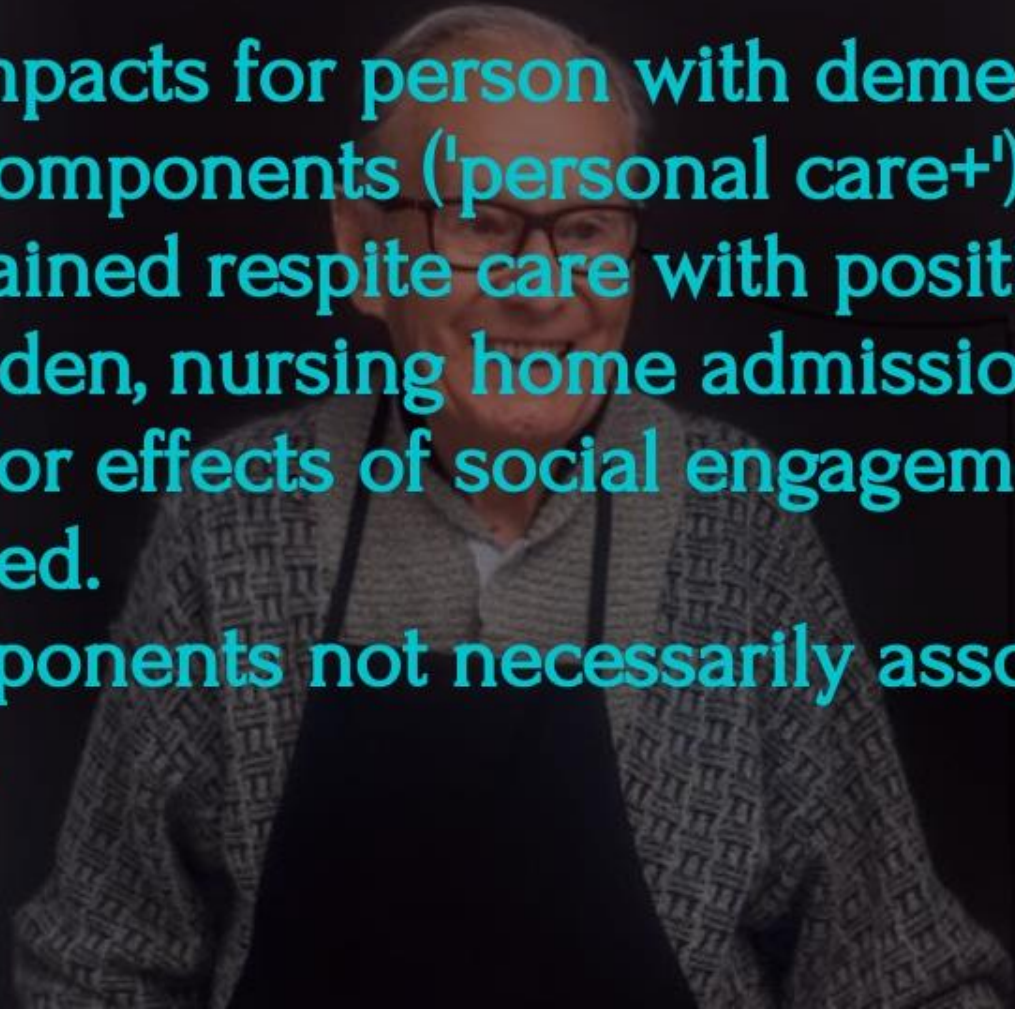 mpacts for person with deme
omponents ('personal care+')
ained respite care with posit
den, nursing home admissio
or effects of social engagem
ed.
ponents not necessarily asso